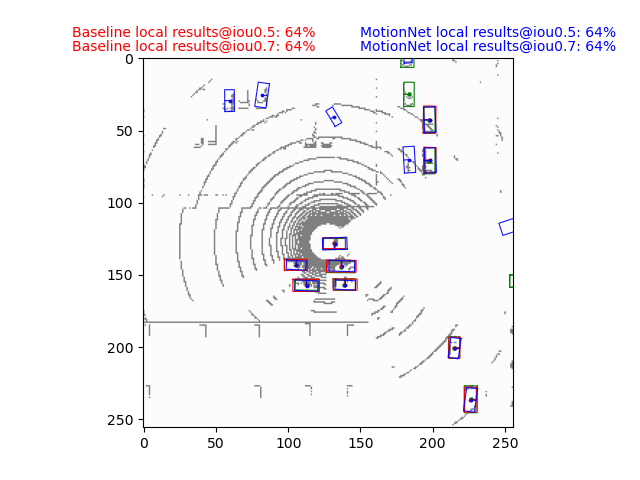 Baseline local results@iou0.5: 64% MotionNet local results@iou0.5: 64%
Baseline local results@iou0.7: 64% MotionNet local results@iou0.7: 64%
0
50
100
150
200
250
0 50 100 150 200 250